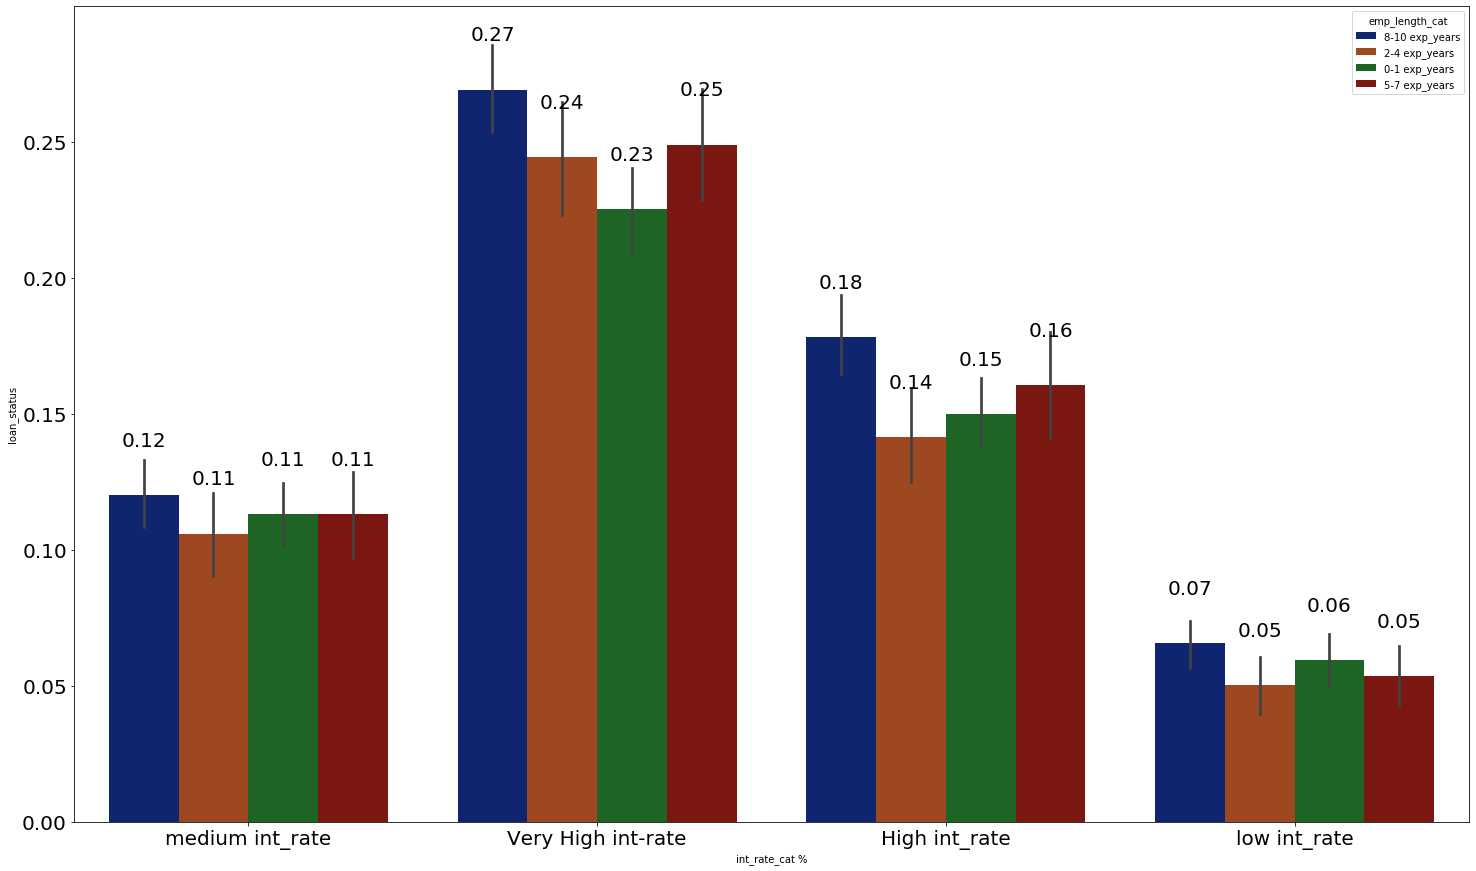 emp_length_cat
8-10 exp_years
2-4 exp_years
0-1 exp_years
5-7 exp_years
loan_status
0.25
0.20
0.15
0.10
0.05
0.00
0.12
0.11
0.11
0.11
0.27
0.24
0.23
0.25
0.18
0.14
0.15
0.16
0.07
0.05
0.06
0.05
medium int_rate
Very High int-rate
High int_rate
low int_rate
int_rate_cat %